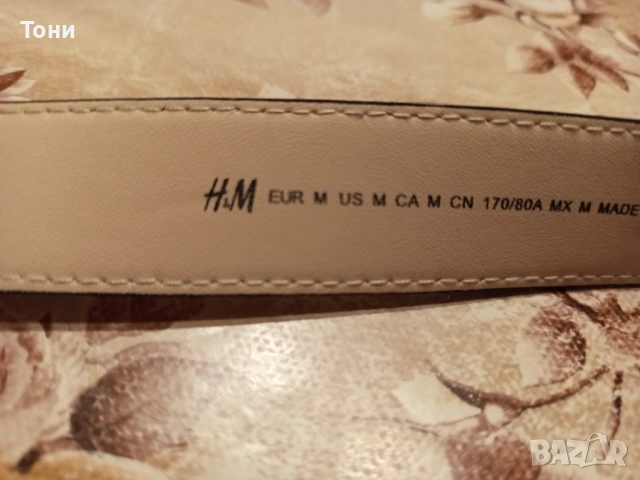 Тони
H&M EUR M US M CA M CN 170/80A MX M MADE
BAZAR